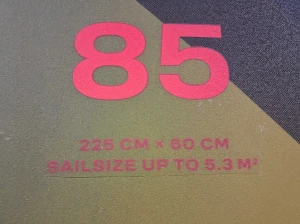 85
225 CM × 60 CM
SAILSIZE UP TO 5.3 M²